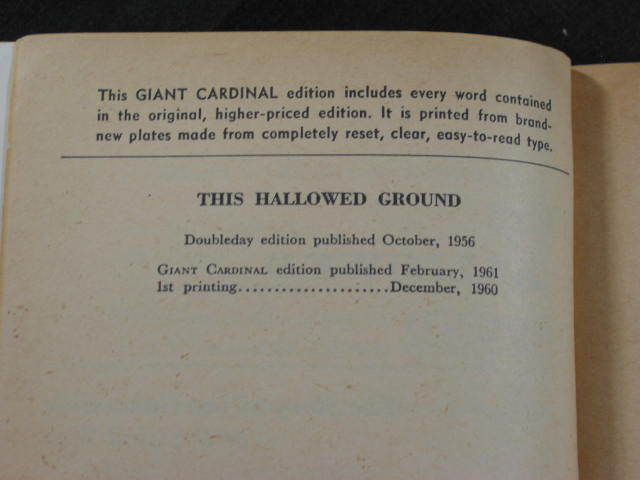 This GIANT CARDINAL edition includes every word contained
in the original, higher-priced edition. It is printed from brand-
new plates made from completely reset, clear, easy-to-read type.
THIS HALLOWED GROUND
Doubleday edition published October, 1956
GIANT CARDINAL edition published February, 1961
1st printing.....................December, 1960